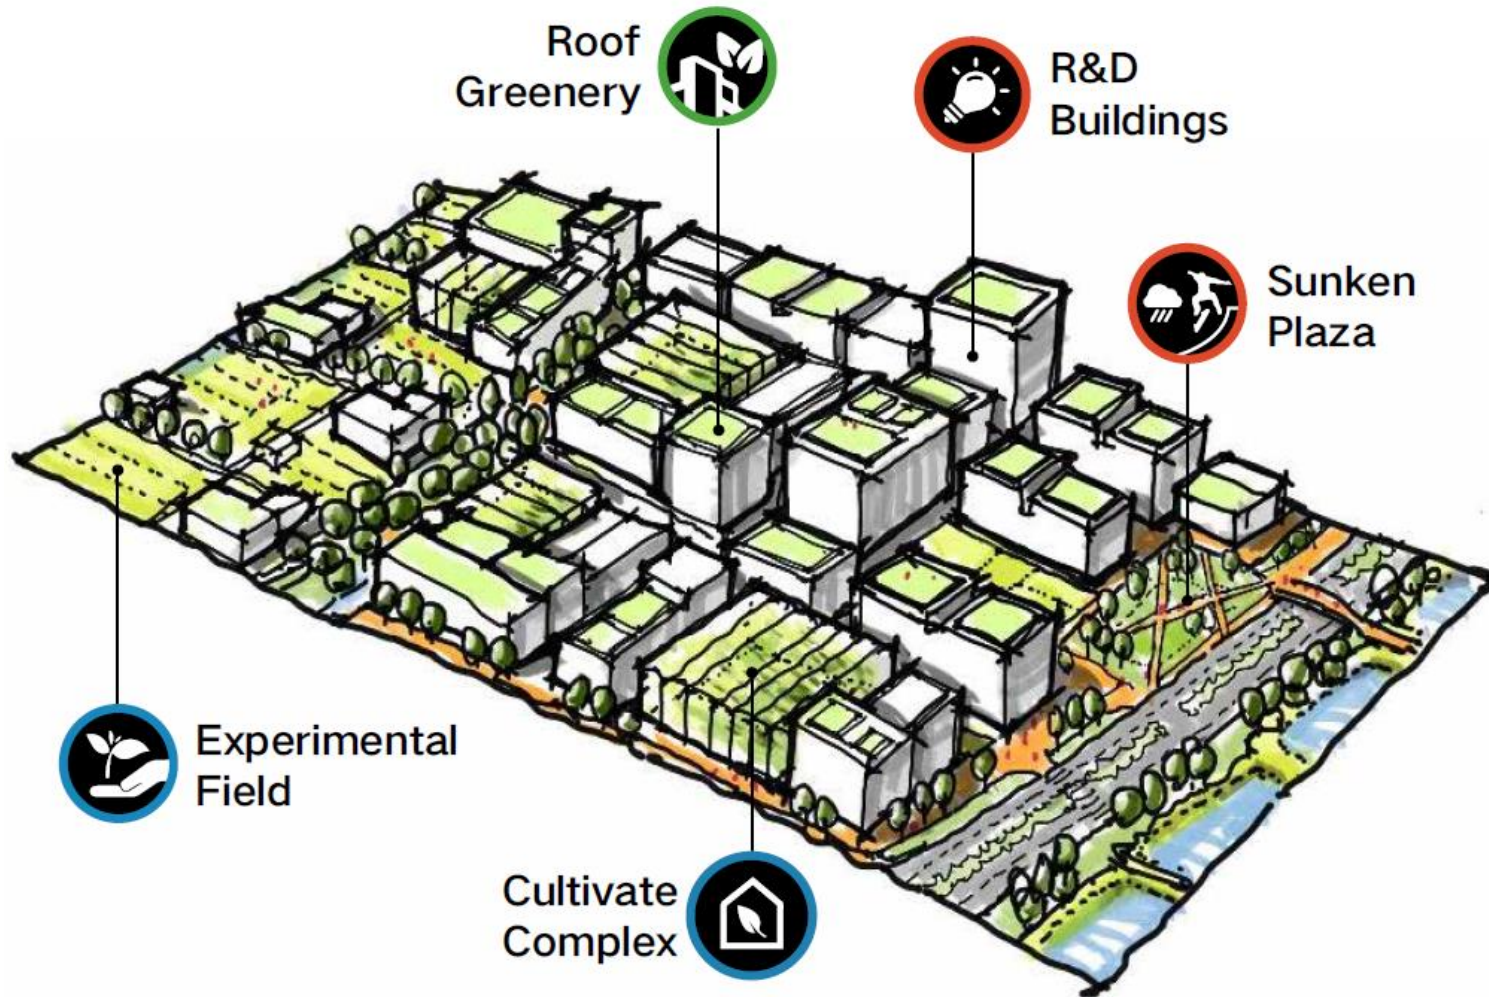 Roof
Greenery
R&D
Buildings
Sunken
Plaza
Experimental
Field
Cultivate
Complex